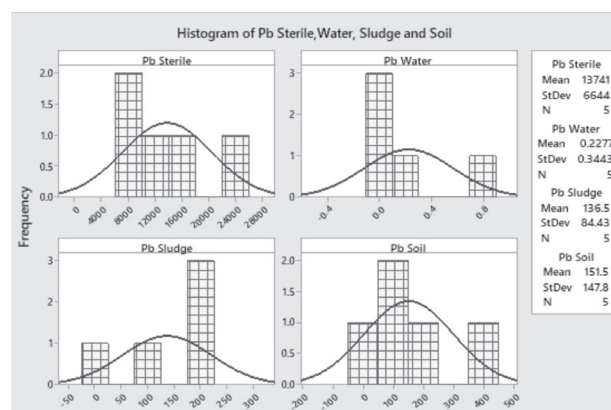 Histogram of Pb Sterile,Water, Sludge and Soil
Frequency
Pb Sterile
2.0
1.5
1.0
0.5
0.0
0 4000 8000 12000 16000 20000 24000 28000
Pb Water
3
1
0
-0.4 0.0 0.4 0.8
Pb Sludge
3
1
0
-50 0 50 100 150 200 250 300
Pb Soil
2.0
1.5
1.0
0.5
0.0
-200 -100 0 100 200 300 400 500
Pb Sterile
Mean 13741
StDev 6644
N 5
Pb Water
Mean 0.2277
StDev 0.3443
N 5
Pb Sludge
Mean 136.5
StDev 84.43
N 5
Pb Soil
Mean 151.5
StDev 147.8
N 5